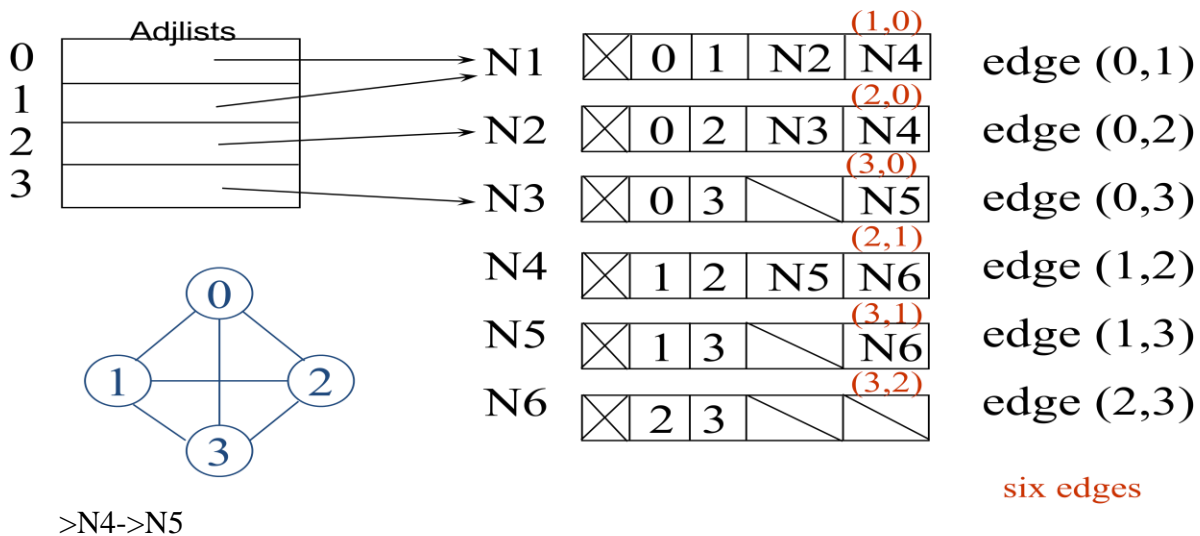 Adjlists
(1,0)
0 N1 0 1 N2 N4 edge (0,1)
1
(2,0)
2 N2 0 2 N3 N4 edge (0,2)
(3,0)
3 N3 0 3 N5 edge (0,3)
(2,1)
N4 1 2 N5 N6 edge (1,2)
0
(3,1)
N5 1 3 N6 edge (1,3)
1 2
(3,2)
N6 2 3 edge (2,3)
3
six edges
>N4->N5